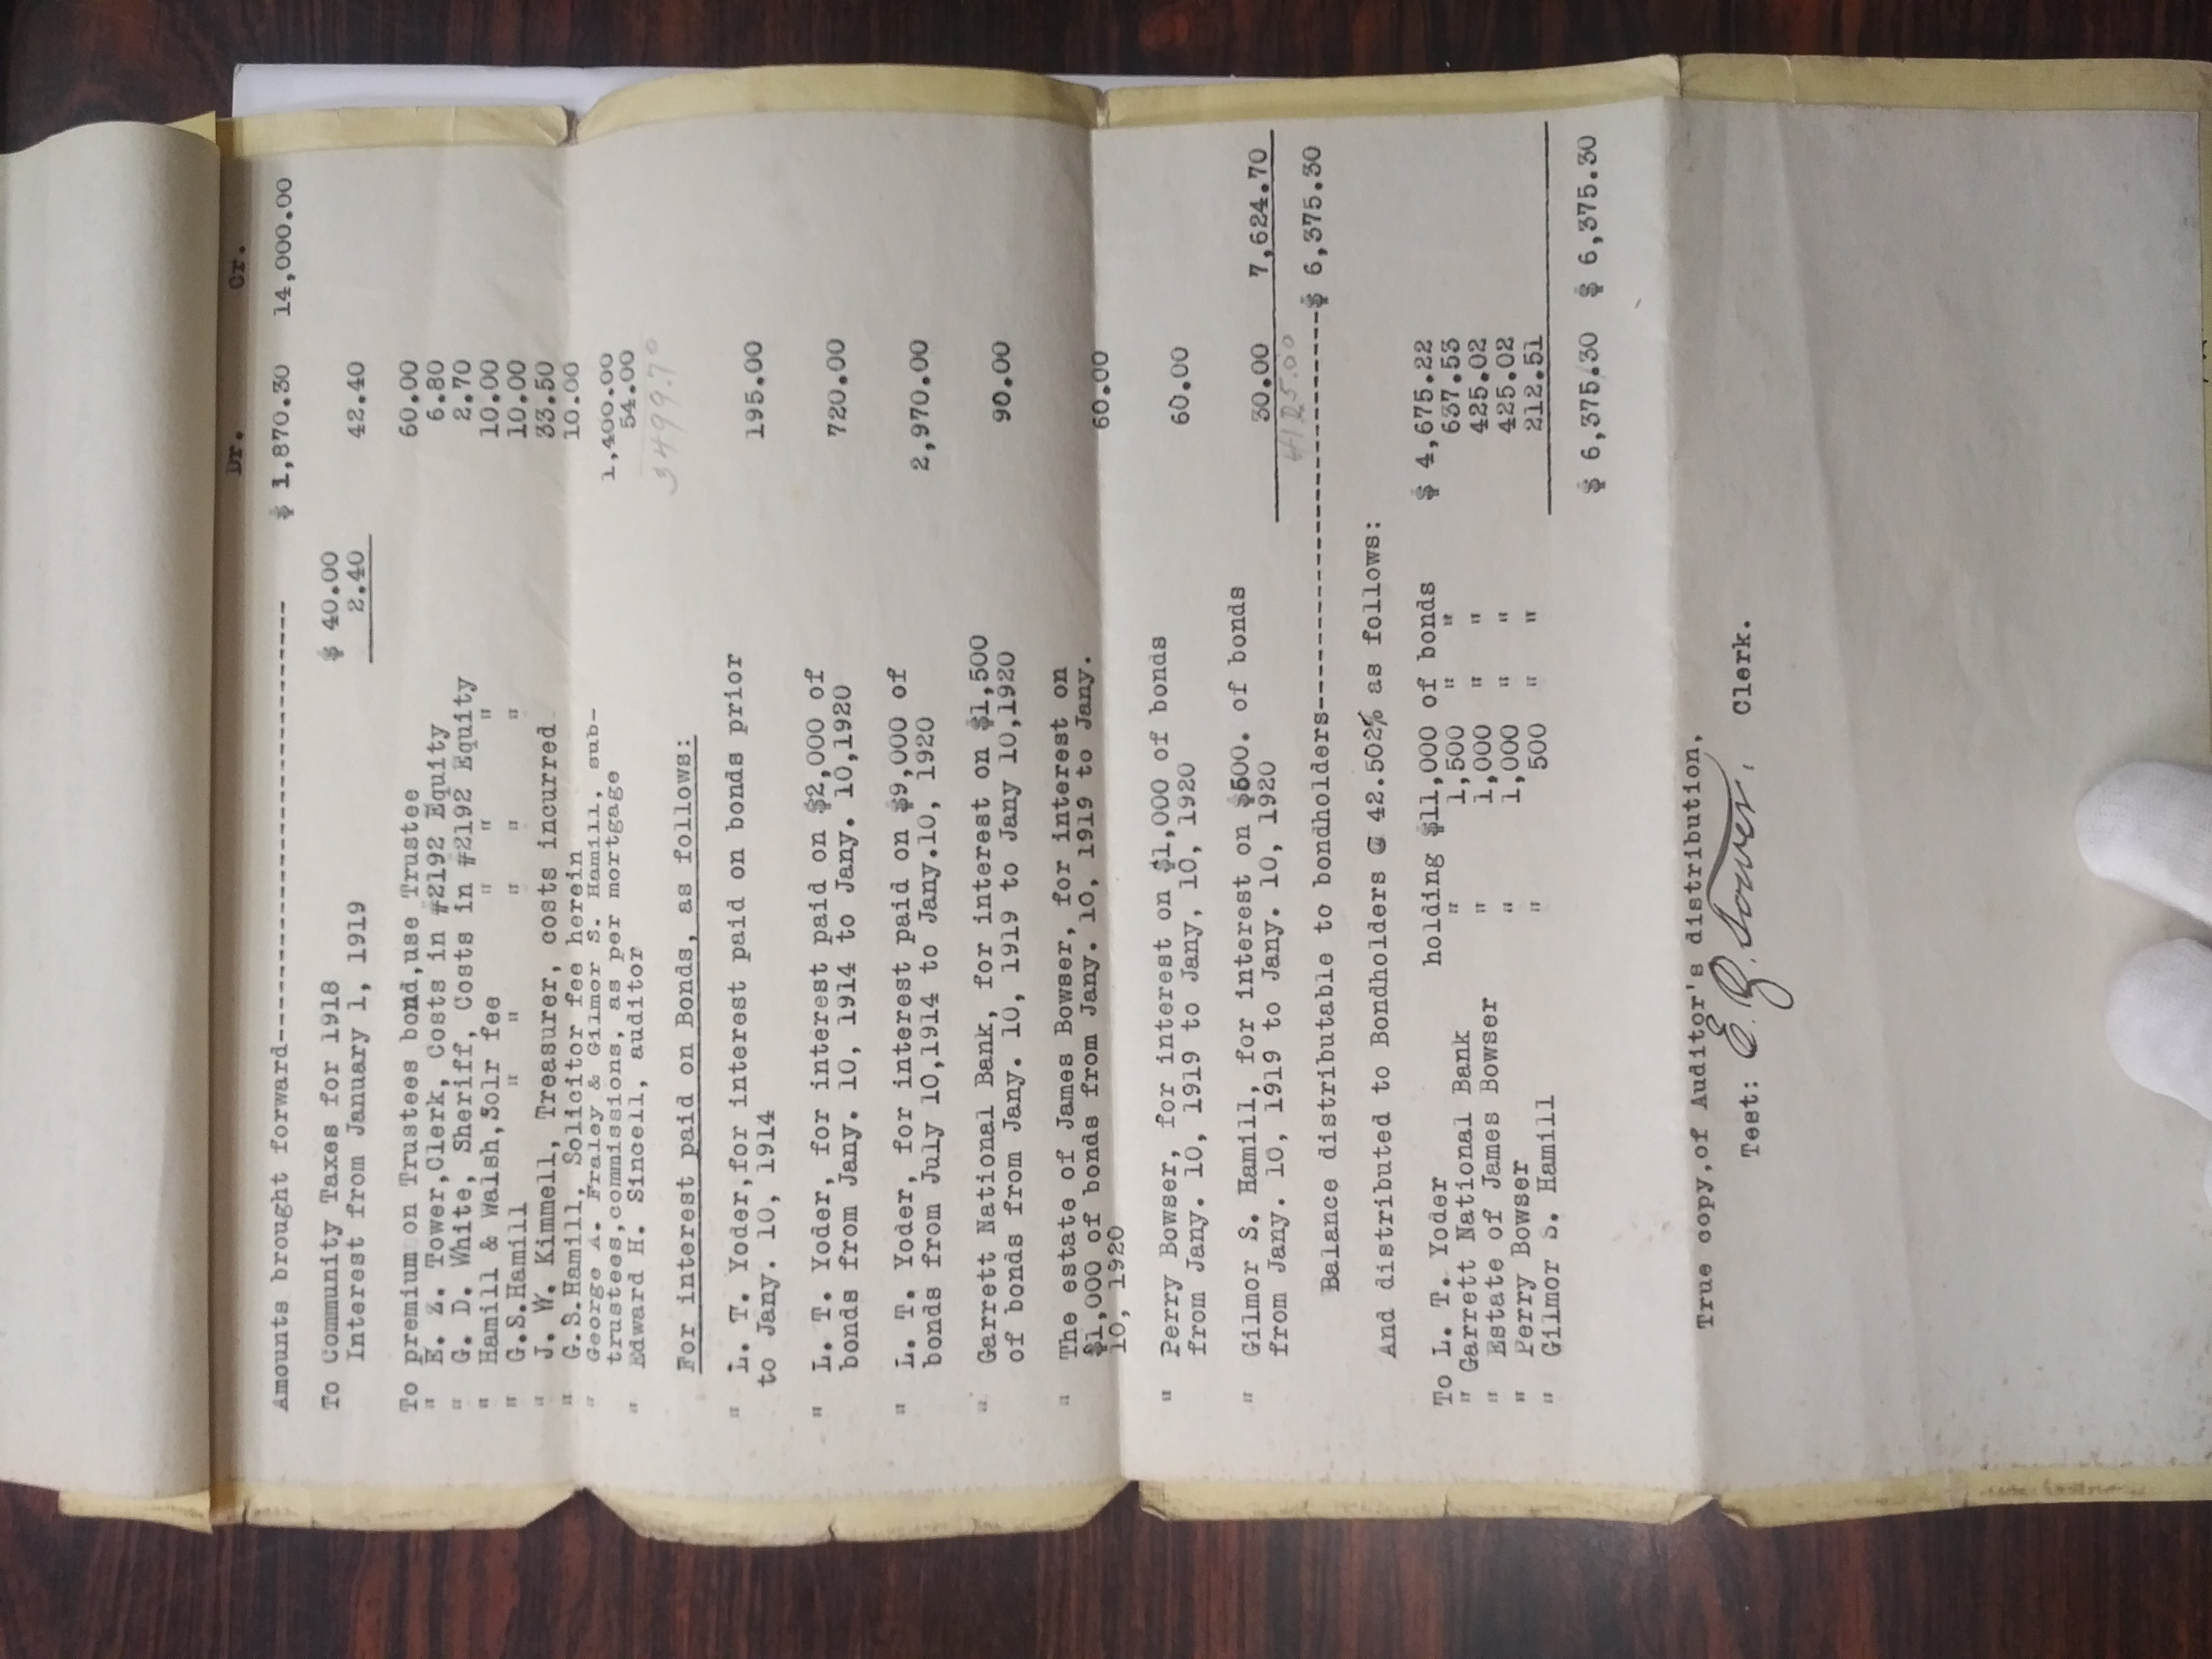 Dr. Cr.
Amounts brought forward---------------------------- $ 1,870.30 14,000.00
To Community Taxes for 1918 $ 40.00
Interest from January 1, 1919 2.40 42.40
To premium on Trustees bond,use Trustee 60.00
" E. Z. Tower,Clerk, Costs in #2192 Equity 6.80
" G. D. White, Sheriff, Costs in #2192 Equity 2.70
" Hamill & Walsh,Solr fee " " " 10.00
" G.S.Hamill " " " " " 10.00
" J. W. Kimmell, Treasurer, costs incurred 33.50
" G.S.Hamill, Solicitor fee herein 10.00
" George A. Fraley & Gilmor S. Hamill, sub-
trustees,commissions, as per mortgage 1,400.00
" Edward H. Sincell, auditor 54.00
3499.70
For interest paid on Bonds, as follows:
" L. T. Yoder,for interest paid on bonds prior
to Jany. 10, 1914 195.00
" L. T. Yoder, for interest paid on $2,000 of
bonds from Jany. 10, 1914 to Jany. 10,1920 720.00
" L. T. Yoder, for interest paid on $9,000 of
bonds from July 10,1914 to Jany.10, 1920 2,970.00
" Garrett National Bank, for interest on $1,500
of bonds from Jany. 10, 1919 to Jany 10,1920 90.00
" The estate of James Bowser, for interest on
$1,000 of bonds from Jany. 10, 1919 to Jany.
10, 1920 60.00
" Perry Bowser, for interest on $1,000 of bonds
from Jany. 10, 1919 to Jany, 10, 1920 60.00
" Gilmor S. Hamill, for interest on $500. of bonds
from Jany. 10, 1919 to Jany. 10, 1920 30.00 7,624.70
4125.00
Balance distributable to bondholders-------------------------$ 6,375.30
And distributed to Bondholders @ 42.502% as follows:
To L. T. Yoder holding $11,000 of bonds $ 4,675.22
" Garrett National Bank " 1,500 " " 637.53
" Estate of James Bowser " 1,000 " " 425.02
" Perry Bowser " 1,000 " " 425.02
" Gilmor S. Hamill " 500 " " 212.51
$ 6,375.30 $ 6,375.30
True copy,of Auditor's distribution,
Test: E. Z. Tower, Clerk.